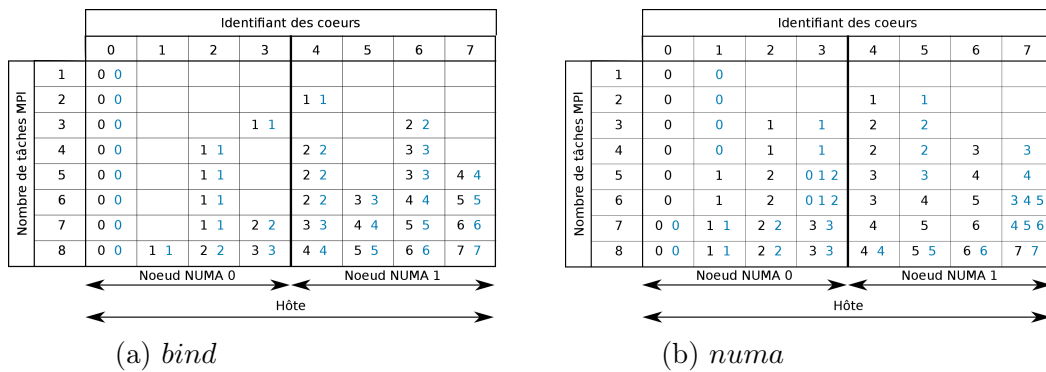 Identifiant des coeurs
0 1 2 3 4 5 6 7
Nombre de tâches MPI
1 0 0
2 0 0 1 1
3 0 0 1 1 2 2
4 0 0 1 1 2 2 3 3
5 0 0 1 1 2 2 3 3 4 4
6 0 0 1 1 2 2 3 3 4 4 5 5
7 0 0 1 1 2 2 3 3 4 4 5 5 6 6
8 0 0 1 1 2 2 3 3 4 4 5 5 6 6 7 7
Noeud NUMA 0 Noeud NUMA 1
Hôte
(a) bind
Identifiant des coeurs
0 1 2 3 4 5 6 7
Nombre de tâches MPI
1 0 0
2 0 0 1 1
3 0 0 1 1 2 2
4 0 0 1 1 2 2 3 3
5 0 1 2 0 1 2 3 3 4 4
6 0 1 2 0 1 2 3 4 5 3 4 5
7 0 0 1 1 2 2 3 3 4 5 6 4 5 6
8 0 0 1 1 2 2 3 3 4 4 5 5 6 6 7 7
Noeud NUMA 0 Noeud NUMA 1
Hôte
(b) numa